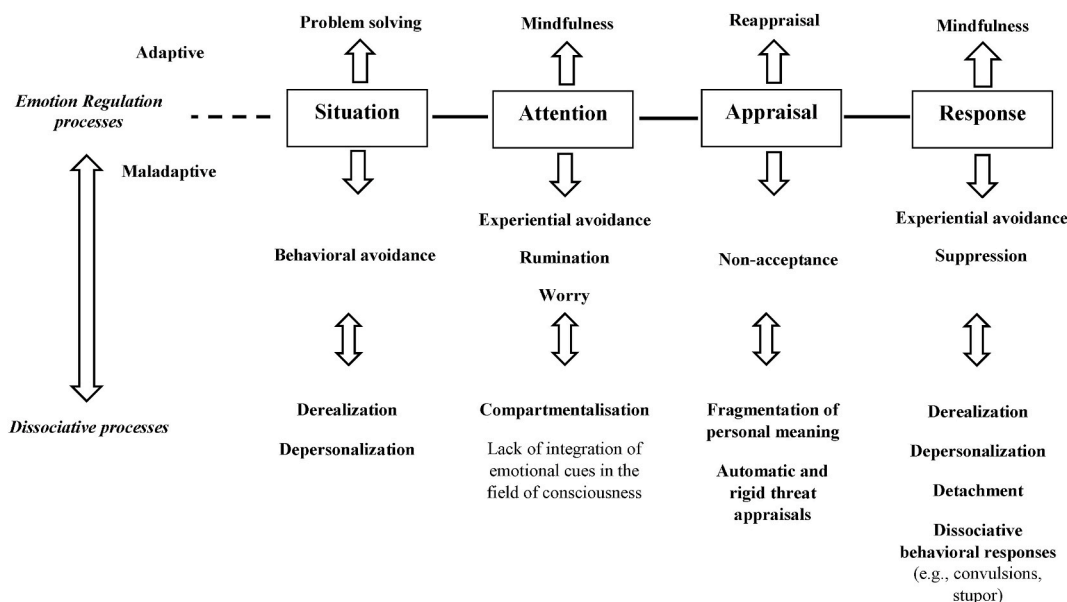 Problem solving
Mindfulness
Reappraisal
Mindfulness
Adaptive
Emotion Regulation
processes
Situation
Attention
Appraisal
Response
Maladaptive
Behavioral avoidance
Experiential avoidance
Rumination
Worry
Non-acceptance
Experiential avoidance
Suppression
Dissociative processes
Derealization
Depersonalization
Compartmentalisation
Lack of integration of
emotional cues in the
field of consciousness
Fragmentation of
personal meaning
Automatic and
rigid threat
appraisals
Derealization
Depersonalization
Detachment
Dissociative
behavioral responses
(e.g., convulsions,
stupor)